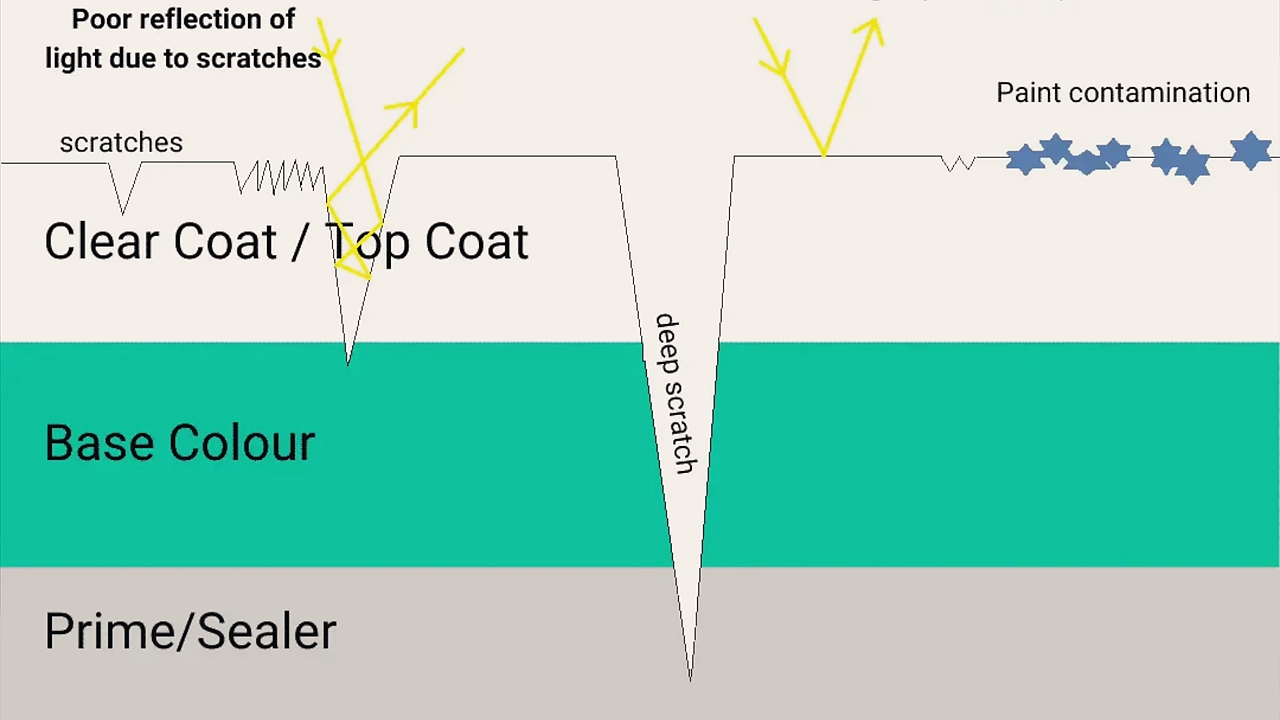 Poor reflection of
light due to scratches
Paint contamination
scratches
Clear Coat / Top Coat
deep scratch
Base Colour
Prime/Sealer